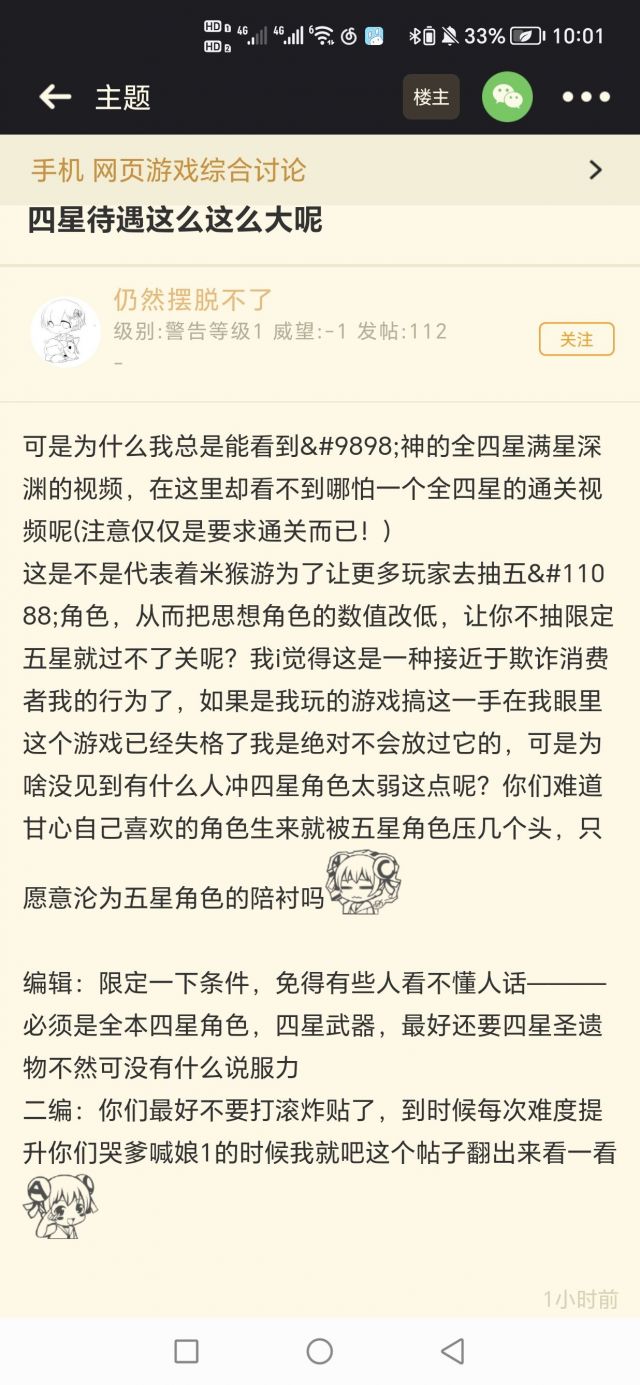 HD 1 4G 4G 6 33% 10:01
HD 2
主题 楼主
手机 网页游戏综合讨论
四星待遇这么这么大呢
仍然摆脱不了
级别:警告等级1 威望:-1 发帖:112
-
关注
可是为什么我总是能看到&#9898;神的全四星满星深
渊的视频，在这里却看不到哪怕一个全四星的通关视
频呢(注意仅仅是要求通关而已！)
这是不是代表着米猴游为了让更多玩家去抽五&#110
88;角色，从而把思想角色的数值改低，让你不抽限定
五星就过不了关呢？我i觉得这是一种接近于欺诈消费
者我的行为了，如果是我玩的游戏搞这一手在我眼里
这个游戏已经失格了我是绝对不会放过它的，可是为
啥没见到有什么人冲四星角色太弱这点呢？你们难道
甘心自己喜欢的角色生来就被五星角色压几个头，只
愿意沦为五星角色的陪衬吗
编辑：限定一下条件，免得有些人看不懂人话———
必须是全本四星角色，四星武器，最好还要四星圣遗
物不然可没有什么说服力
二编：你们最好不要打滚炸贴了，到时候每次难度提
升你们哭爹喊娘1的时候我就吧这个帖子翻出来看一看
1小时前